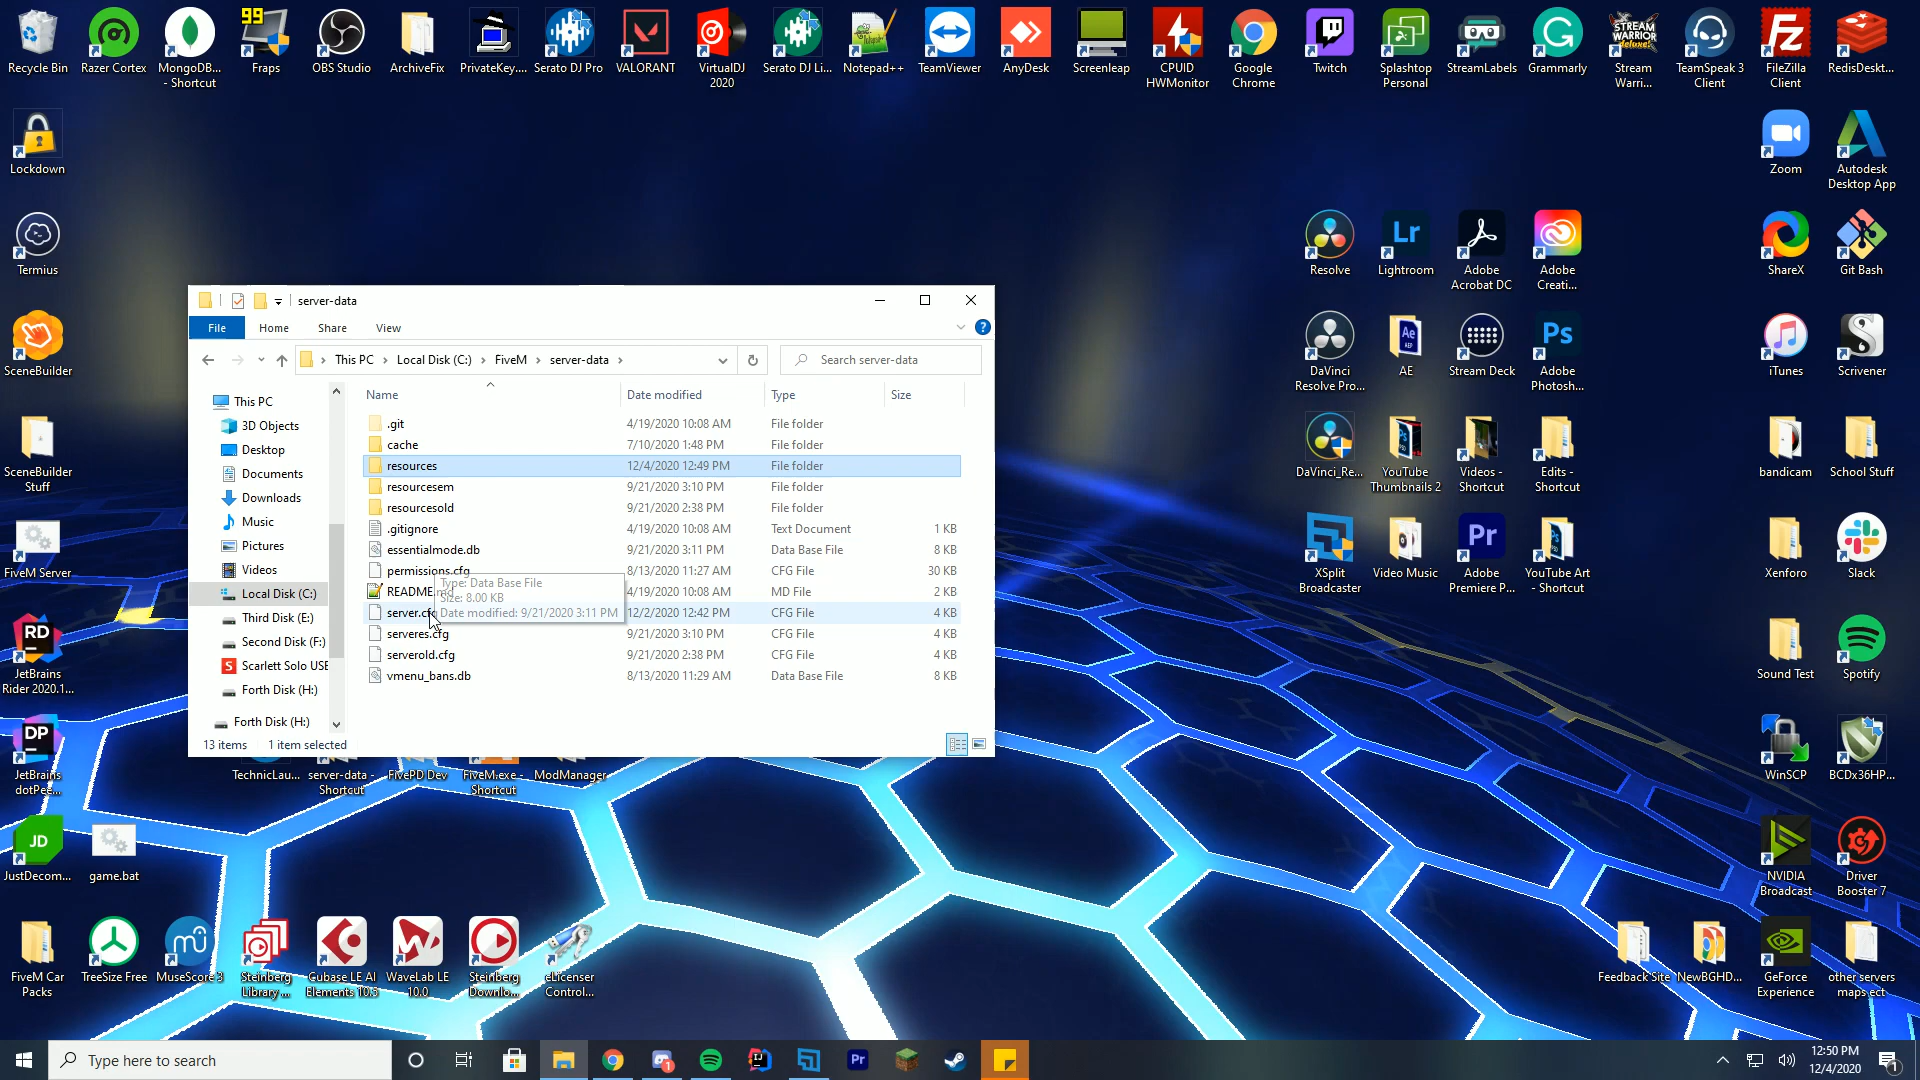 99
Recycle Bin
Razer Cortex
MongoDB...
- Shortcut
Fraps
OBS Studio
ArchiveFix
PrivateKey....
Serato DJ Pro
VALORANT
VirtualDJ
2020
Serato DJ Li...
Notepad++
TeamViewer
AnyDesk
Screenleap
CPUID
HWMonitor
Google
Chrome
Twitch
Splashtop
Personal
StreamLabels
Grammarly
STREAM
WARRIOR
deluxe!
Stream
Warri...
TeamSpeak 3
Client
FileZilla
Client
RedisDeskt...
Lockdown
Zoom
Autodesk
Desktop App
Termius
Resolve
Lr
Lightroom
Adobe
Acrobat DC
Adobe
Creati...
ShareX
Git Bash
SceneBuilder
DaVinci
Resolve Pro...
Ae
AE
Stream Deck
Ps
Adobe
Photosh...
iTunes
Scrivener
SceneBuilder
Stuff
DaVinci_Re...
YouTube
Thumbnails 2
Videos -
Shortcut
Edits -
Shortcut
bandicam
School Stuff
FiveM Server
XSplit
Broadcaster
Video Music
Pr
Adobe
Premiere P...
YouTube Art
- Shortcut
Xenforo
Slack
RD
JetBrains
Rider 2020.1...
Sound Test
Spotify
DP
JetBrains
dotPee...
WinSCP
BCDx36HP...
JD
JustDecom...
game.bat
NVIDIA
Broadcast
Driver
Booster 7
FiveM Car
Packs
TreeSize Free
MuseScore 3
Steinberg
Library ...
Cubase LE AI
Elements 10.5
WaveLab LE
10.0
Steinberg
Downlo...
eLicenser
Control...
Feedback Site
NewBGHD...
GeForce
Experience
other servers
maps ect
server-data
File
Home
Share
View
This PC
Local Disk (C:)
FiveM
server-data
Search server-data
This PC
3D Objects
Desktop
Documents
Downloads
Music
Pictures
Videos
Local Disk (C:)
Third Disk (E:)
Second Disk (F:)
Scarlett Solo USE
Forth Disk (H:)
Forth Disk (H:)
Name Date modified Type Size
.git 4/19/2020 10:08 AM File folder
cache 7/10/2020 1:48 PM File folder
resources 12/4/2020 12:49 PM File folder
resourcesem 9/21/2020 3:10 PM File folder
resourcesold 9/21/2020 2:38 PM File folder
.gitignore 4/19/2020 10:08 AM Text Document 1 KB
essentialmode.db 9/21/2020 3:11 PM Data Base File 8 KB
permissions.cfg 8/13/2020 11:27 AM CFG File 30 KB
README.md 4/19/2020 10:08 AM MD File 2 KB
server.cfg 12/2/2020 12:42 PM CFG File 4 KB
serveres.cfg 9/21/2020 3:10 PM CFG File 4 KB
serverold.cfg 9/21/2020 2:38 PM CFG File 4 KB
vmenu_bans.db 8/13/2020 11:29 AM Data Base File 8 KB
Type: Data Base File
Size: 8.00 KB
Date modified: 9/21/2020 3:11 PM
13 items
1 item selected
TechnicLau...
server-data -
Shortcut
FivePD Dev
FiveM.exe -
Shortcut
ModManager
Type here to search
1
Pr
12:50 PM
12/4/2020
1